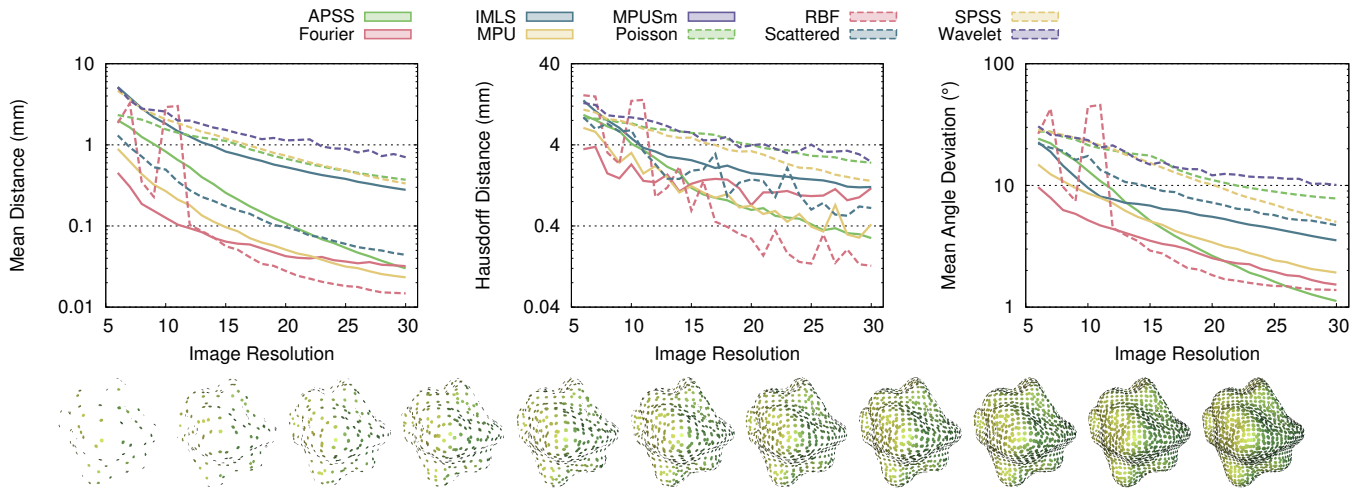 APSS IMLS MPUSm RBF SPSS
Fourier MPU Poisson Scattered Wavelet
Mean Distance (mm)
10
1
0.1
0.01
5 10 15 20 25 30
Image Resolution
Hausdorff Distance (mm)
40
4
0.4
0.04
5 10 15 20 25 30
Image Resolution
Mean Angle Deviation (°)
100
10
1
5 10 15 20 25 30
Image Resolution